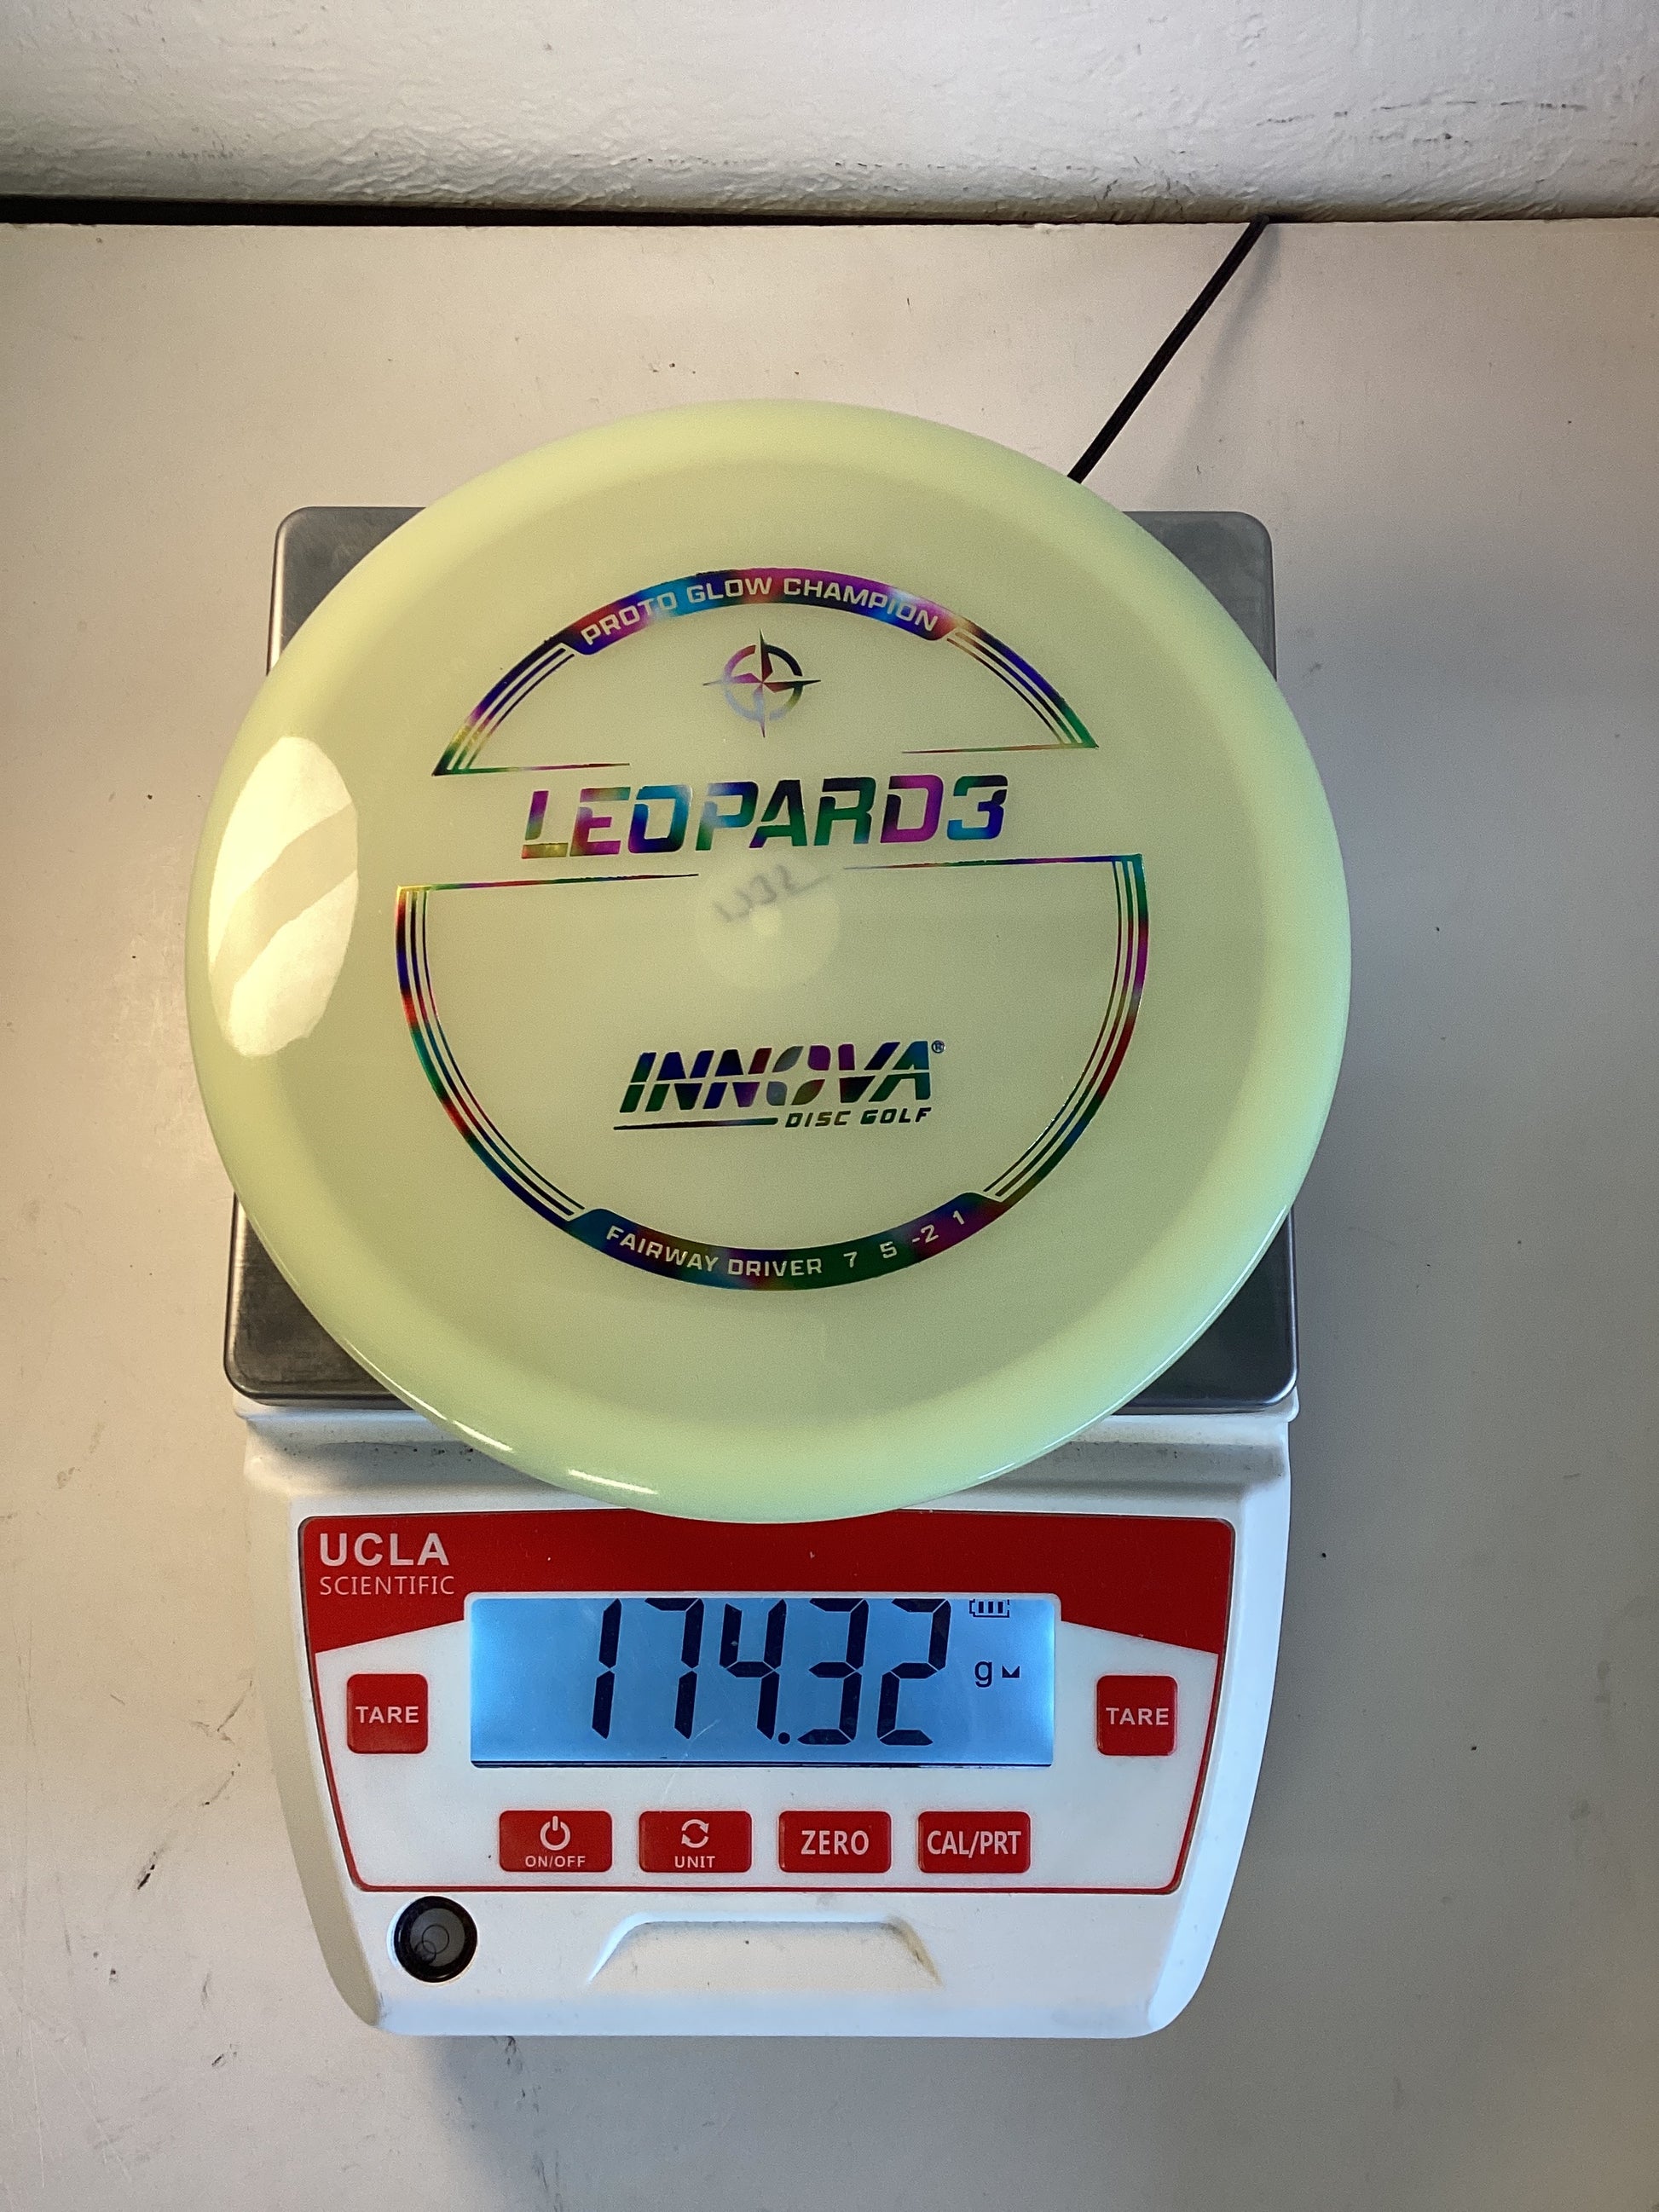 PROTO GLOW CHAMPION
LEOPARD3
INNOVA®
DISC GOLF
FAIRWAY DRIVER 7 5 -2 1
UCLA
SCIENTIFIC
174.32 g
TARE
TARE
ON/OFF
UNIT
ZERO
CAL/PRT